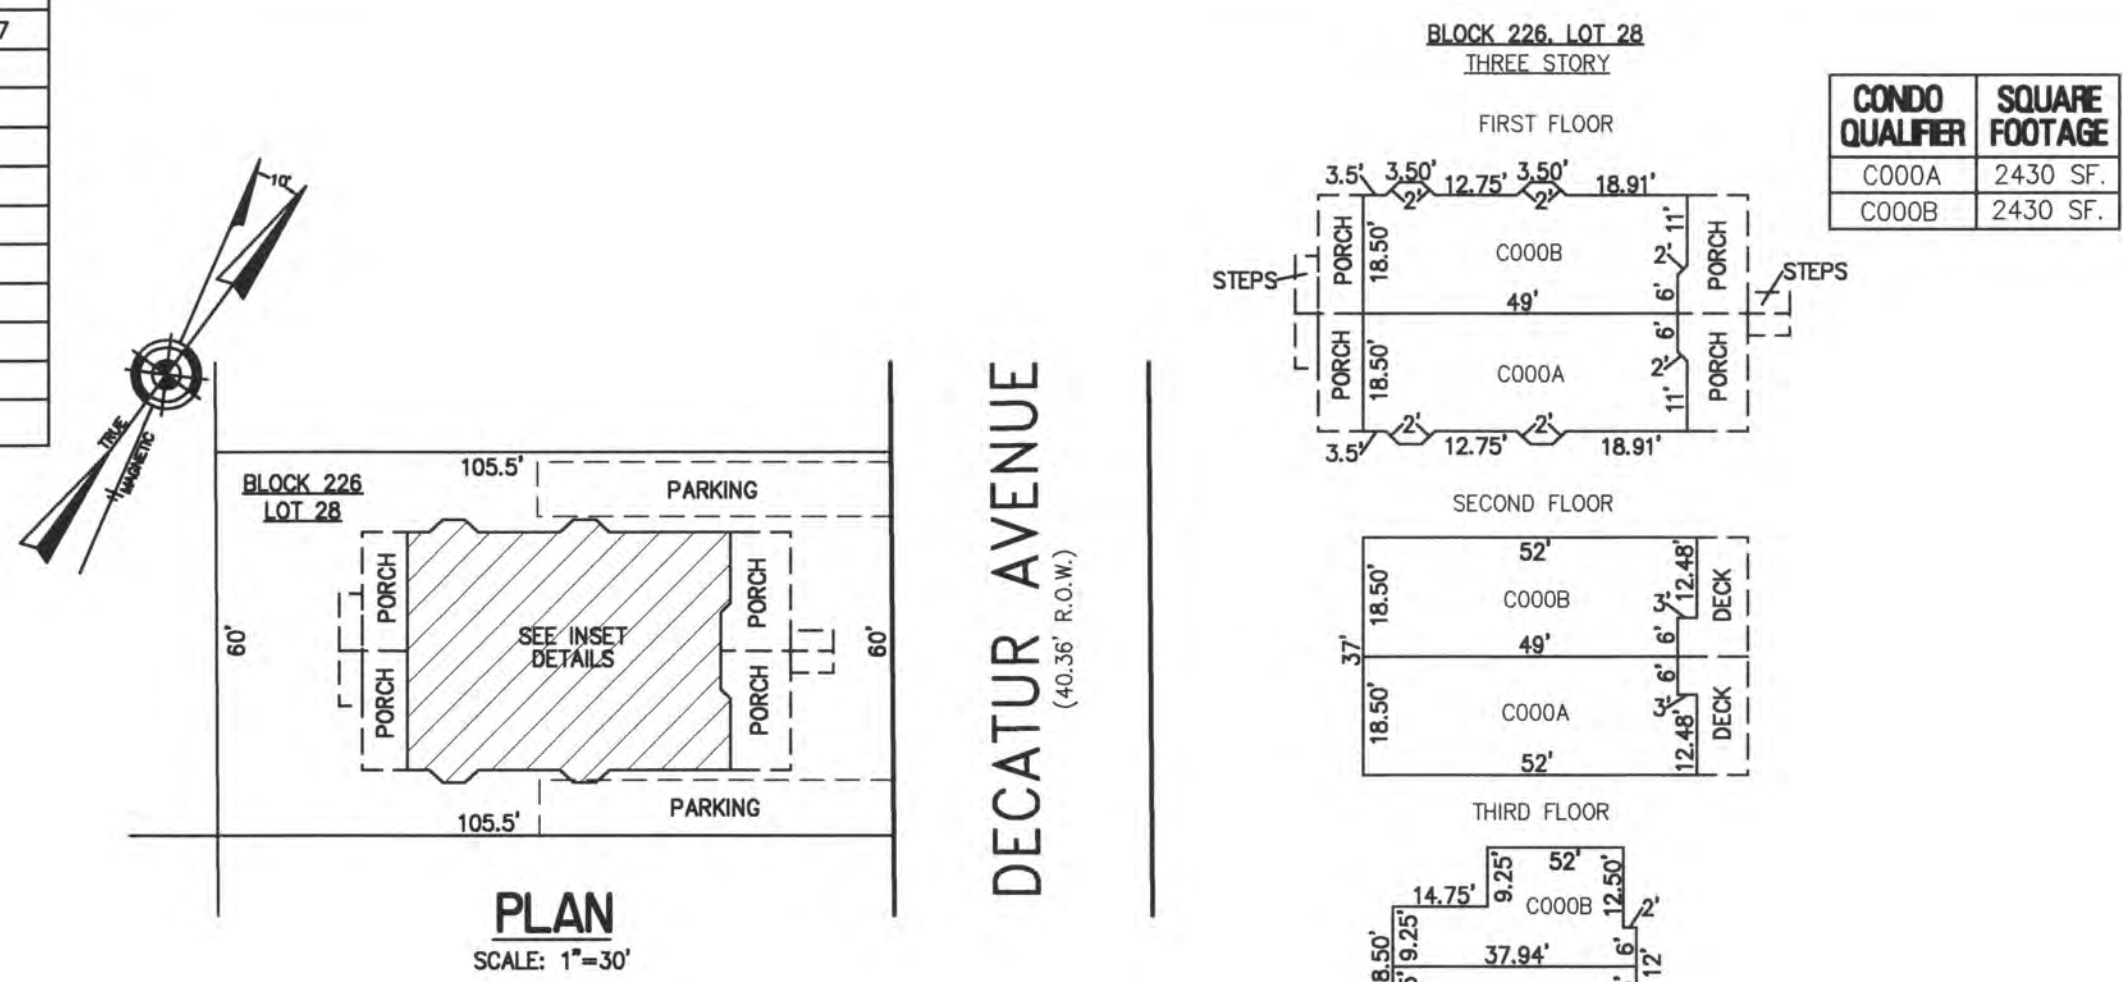 7
10°
TRUE
MAGNETIC
BLOCK 226
LOT 28
105.5'
PARKING
PORCH
PORCH
SEE INSET
DETAILS
PORCH
PORCH
60'
60'
105.5'
PARKING
PLAN
SCALE: 1"=30'
DECATUR AVENUE
(40.36' R.O.W.)
BLOCK 226, LOT 28
THREE STORY
FIRST FLOOR
3.5' 3.50' 12.75' 3.50' 18.91'
2' 2'
PORCH 18.50' C000B 2' 11' PORCH
STEPS STEPS
49' 6'
6'
PORCH 18.50' C000A 2' 11' PORCH
2' 2'
3.5' 12.75' 18.91'
SECOND FLOOR
52' 12.48'
18.50' C000B 3' DECK
37' 49' 6'
6'
18.50' C000A 3' DECK
52' 12.48'
THIRD FLOOR
52'
14.75' 9.25' C000B 12.50' 2'
9.25' 37.94' 6' 12'
8.50'
CONDO QUALIFIER SQUARE FOOTAGE
C000A 2430 SF.
C000B 2430 SF.